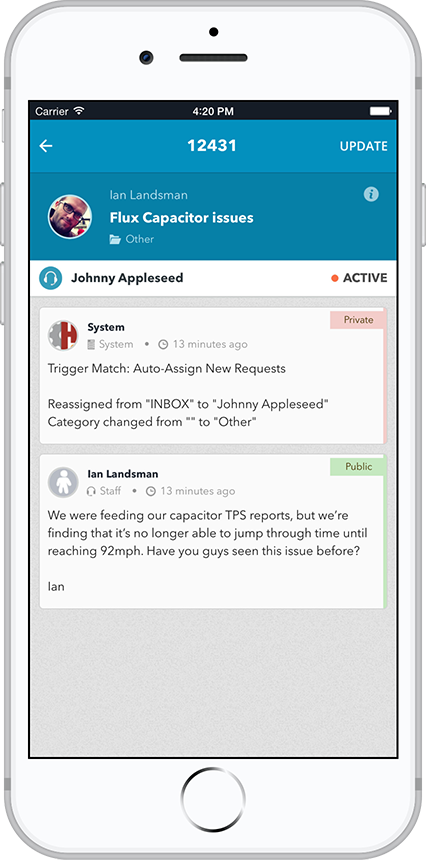 Carrier 4:20 PM
12431 UPDATE
Ian Landsman
Flux Capacitor issues
Other
Johnny Appleseed ACTIVE
Private
System
System • 13 minutes ago
Trigger Match: Auto-Assign New Requests
Reassigned from "INBOX" to "Johnny Appleseed"
Category changed from "" to "Other"
Public
Ian Landsman
Staff • 13 minutes ago
We were feeding our capacitor TPS reports, but we’re
finding that it’s no longer able to jump through time until
reaching 92mph. Have you guys seen this issue before?
Ian